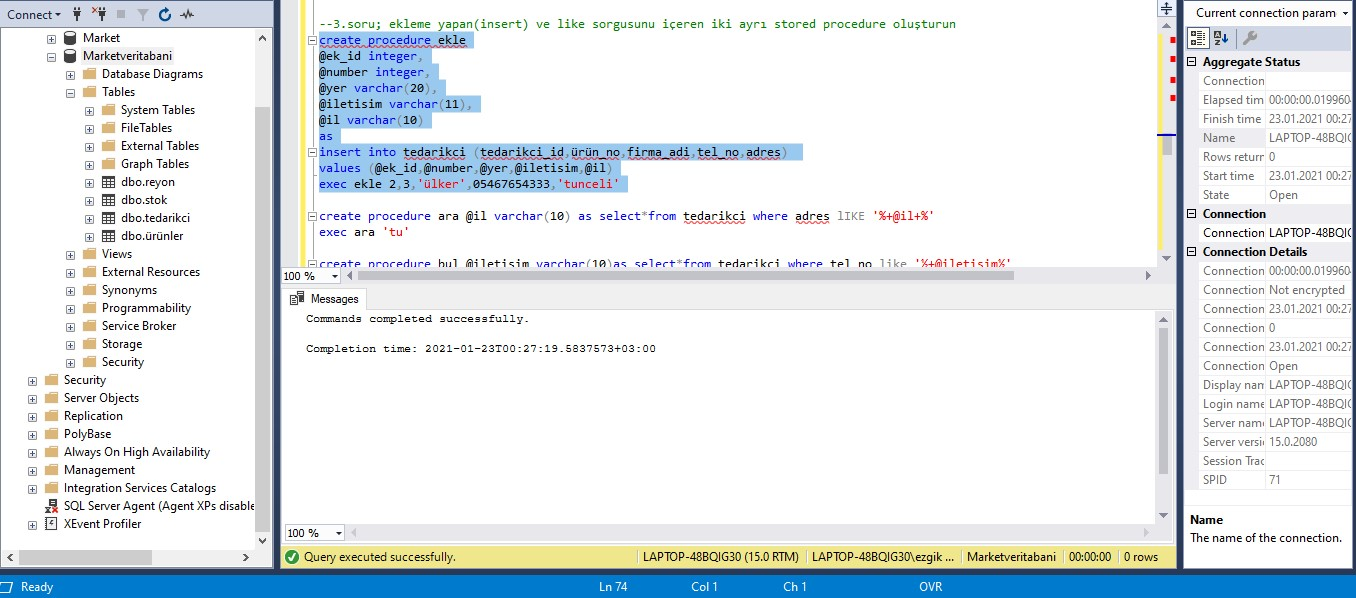 Connect
Market
Marketveritabani
Database Diagrams
Tables
System Tables
FileTables
External Tables
Graph Tables
dbo.reyon
dbo.stok
dbo.tedarikci
dbo.ürünler
Views
External Resources
Synonyms
Programmability
Service Broker
Storage
Security
Security
Server Objects
Replication
PolyBase
Always On High Availability
Management
Integration Services Catalogs
SQL Server Agent (Agent XPs disable
XEvent Profiler
--3.soru; ekleme yapan(insert) ve like sorgusunu içeren iki ayrı stored procedure oluşturun
create procedure ekle
@ek_id integer,
@number integer,
@yer varchar(20),
@iletisim varchar(11),
@il varchar(10)
as
insert into tedarikci (tedarikci_id,ürün_no,firma_adi,tel_no,adres)
values (@ek_id,@number,@yer,@iletisim,@il)
exec ekle 2,3,'ülker',05467654333,'tunceli'
create procedure ara @il varchar(10) as select*from tedarikci where adres lIKE '%+@il+%'
exec ara 'tu'
create procedure bul @iletisim varchar(10)as select*from tedarikci where tel_no like '%+@iletisim%'
100 %
Messages
Commands completed successfully.
Completion time: 2021-01-23T00:27:19.5837573+03:00
100 %
Query executed successfully.
LAPTOP-48BQIG30 (15.0 RTM)
LAPTOP-48BQIG30\ezgik ...
Marketveritabani
00:00:00
0 rows
Current connection param
Aggregate Status
Connection
Elapsed tim 00:00:00.019960
Finish time 23.01.2021 00:27
Name LAPTOP-48BQIG
Rows returr 0
Start time 23.01.2021 00:27
State Open
Connection
Connection LAPTOP-48BQIG
Connection Details
Connection 00:00:00.019960
Connection Not encrypted
Connection 23.01.2021 00:27
Connection 0
Connection 23.01.2021 00:27
Connection Open
Display nan LAPTOP-48BQIG
Login name LAPTOP-48BQIG
Server nam LAPTOP-48BQIG
Server versi 15.0.2080
Session Trac
SPID 71
Name
The name of the connection.
Ready
Ln 74
Col 1
Ch 1
OVR